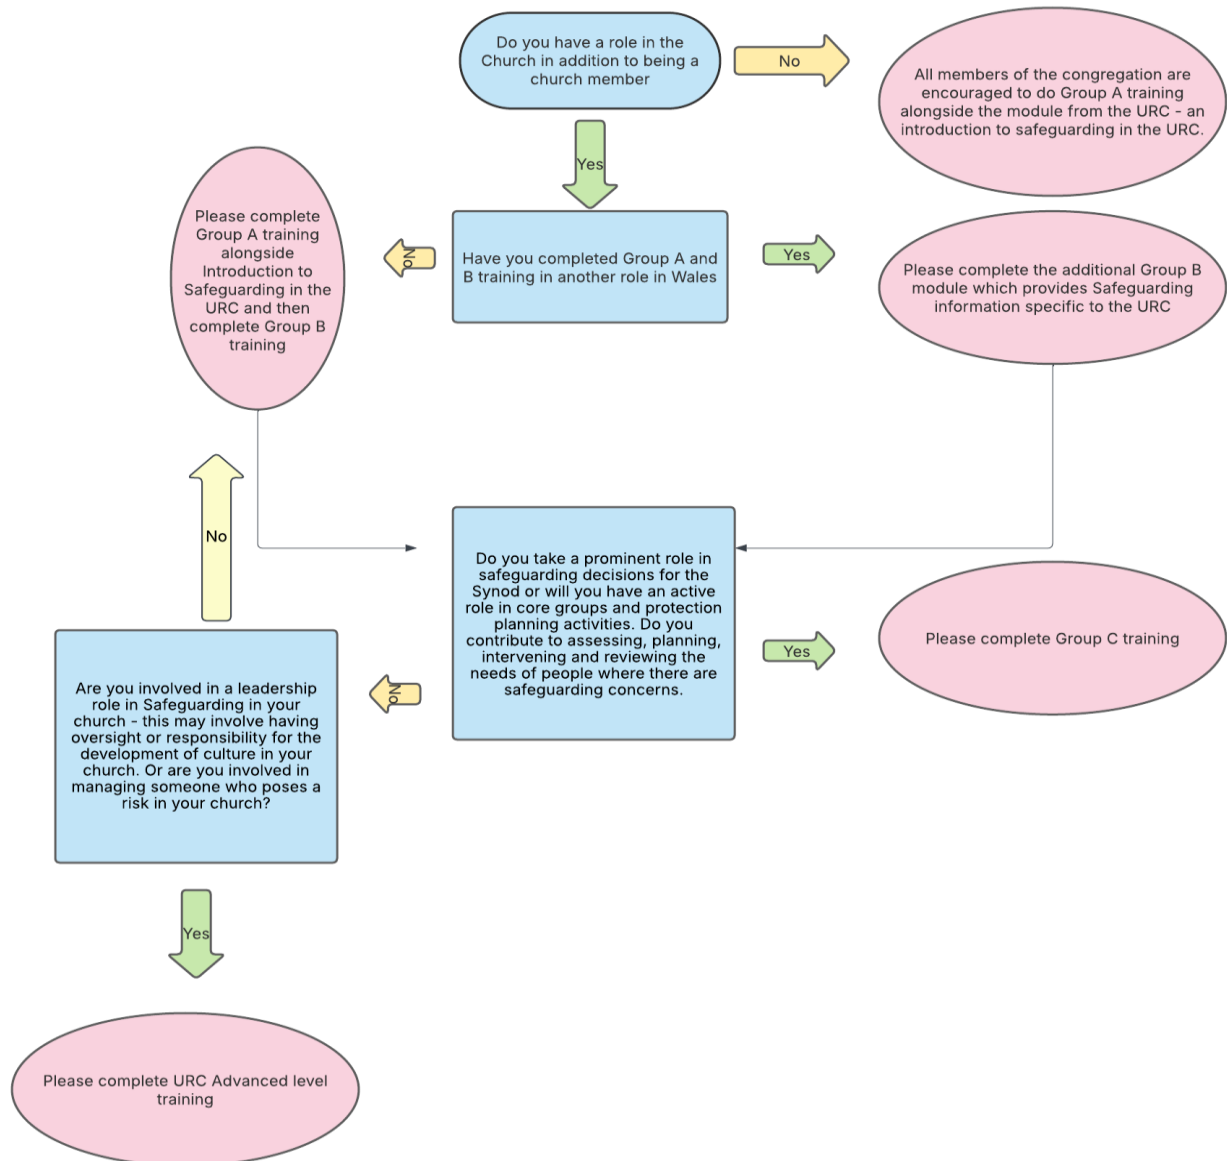 Do you have a role in the
Church in addition to being a
church member
No
All members of the congregation are
encouraged to do Group A training
alongside the module from the URC - an
introduction to safeguarding in the URC.
Yes
Please complete
Group A training
alongside
Introduction to
Safeguarding in the
URC and then
complete Group B
training
No
Have you completed Group A and
B training in another role in Wales
Yes
Please complete the additional Group B
module which provides Safeguarding
information specific to the URC
No
Do you take a prominent role in
safeguarding decisions for the
Synod or will you have an active
role in core groups and protection
planning activities. Do you
contribute to assessing, planning,
intervening and reviewing the
needs of people where there are
safeguarding concerns.
Yes
Please complete Group C training
No
Are you involved in a leadership
role in Safeguarding in your
church - this may involve having
oversight or responsibility for the
development of culture in your
church. Or are you involved in
managing someone who poses a
risk in your church?
Yes
Please complete URC Advanced level
training